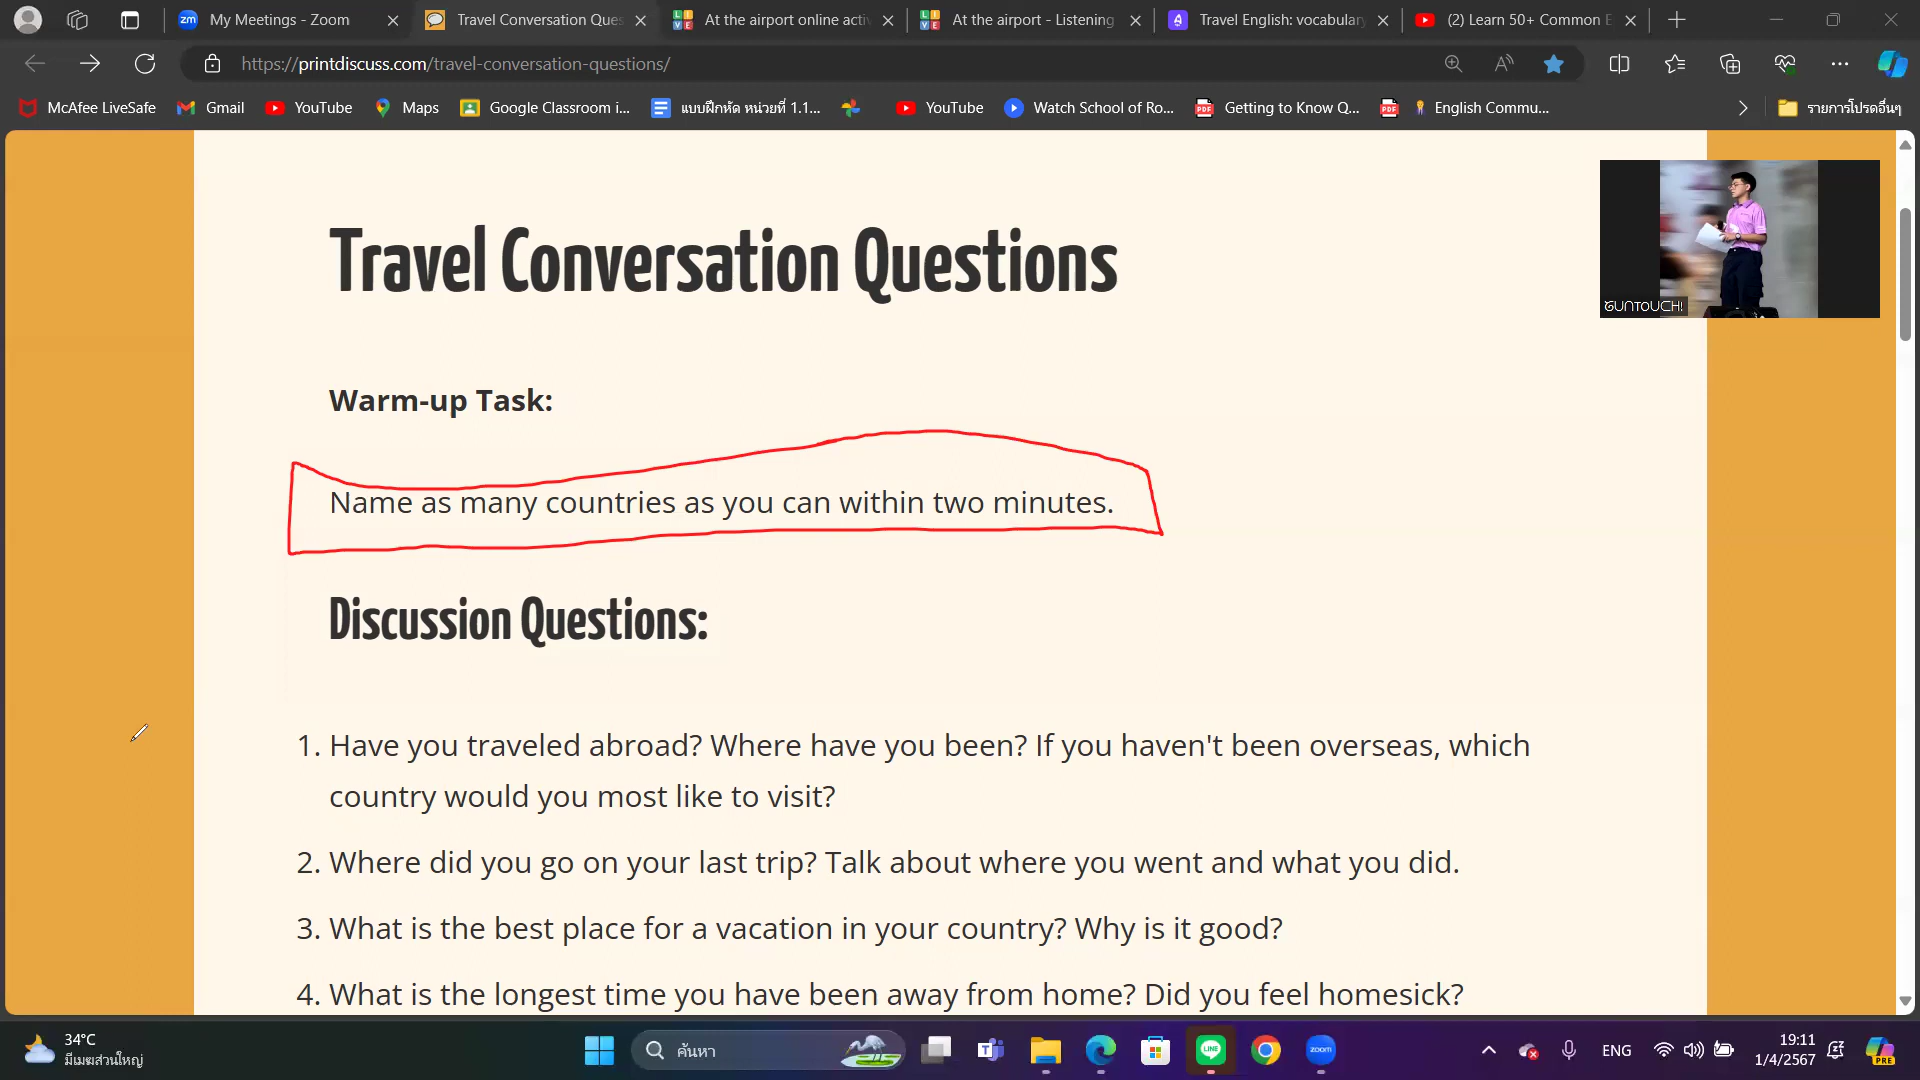 My Meetings - Zoom
Travel Conversation Ques
At the airport online activ
At the airport - Listening
Travel English: vocabulary
(2) Learn 50+ Common E
https://printdiscuss.com/travel-conversation-questions/
McAfee LiveSafe
Gmail
YouTube
Maps
Google Classroom i...
แบบฝึกหัด หน่วยที่ 1.1...
YouTube
Watch School of Ro...
Getting to Know Q...
English Commu...
รายการโปรดอื่นๆ
Travel Conversation Questions
GUNTOUCH!
Warm-up Task:
Name as many countries as you can within two minutes.
Discussion Questions:
1. Have you traveled abroad? Where have you been? If you haven't been overseas, which
country would you most like to visit?
2. Where did you go on your last trip? Talk about where you went and what you did.
3. What is the best place for a vacation in your country? Why is it good?
4. What is the longest time you have been away from home? Did you feel homesick?
34°C
มีเมฆส่วนใหญ่
ค้นหา
zoom
ENG
19:11
1/4/2567
PRE